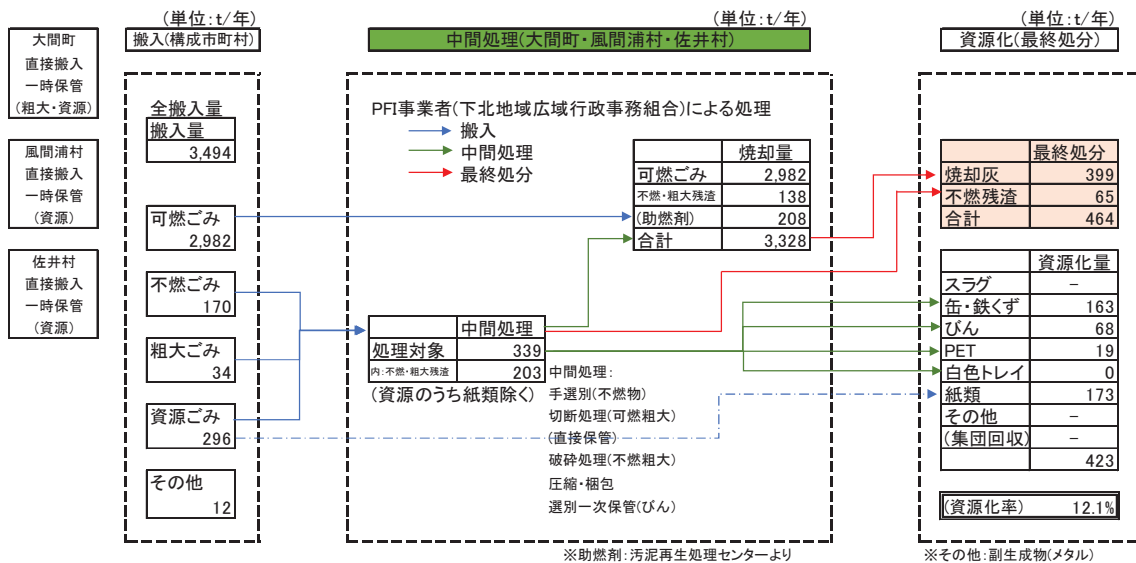 (単位:t/年)
(単位:t/年)
(単位:t/年)
大間町
直接搬入
一時保管
(粗大・資源)
風間浦村
直接搬入
一時保管
(資源)
佐井村
直接搬入
一時保管
(資源)
搬入(構成市町村)
全搬入量
搬入量
3,494
可燃ごみ
2,982
不燃ごみ
170
粗大ごみ
34
資源ごみ
296
その他
12
中間処理(大間町・風間浦村・佐井村)
PFI事業者(下北地域広域行政事務組合)による処理
搬入
中間処理
最終処分
焼却量
可燃ごみ 2,982
不燃・粗大残渣 138
(助燃剤) 208
合計 3,328
中間処理
処理対象 339
内:不燃・粗大残渣 203
(資源のうち紙類除く)
中間処理:
手選別(不燃物)
切断処理(可燃粗大)
(直接保管)
破砕処理(不燃粗大)
圧縮・梱包
選別一次保管(びん)
※助燃剤:汚泥再生処理センターより
資源化(最終処分)
最終処分
焼却灰 399
不燃残渣 65
合計 464
資源化量
スラグ －
缶・鉄くず 163
びん 68
PET 19
白色トレイ 0
紙類 173
その他 －
(集団回収) －
423
(資源化率) 12.1%
※その他:副生成物(メタル)